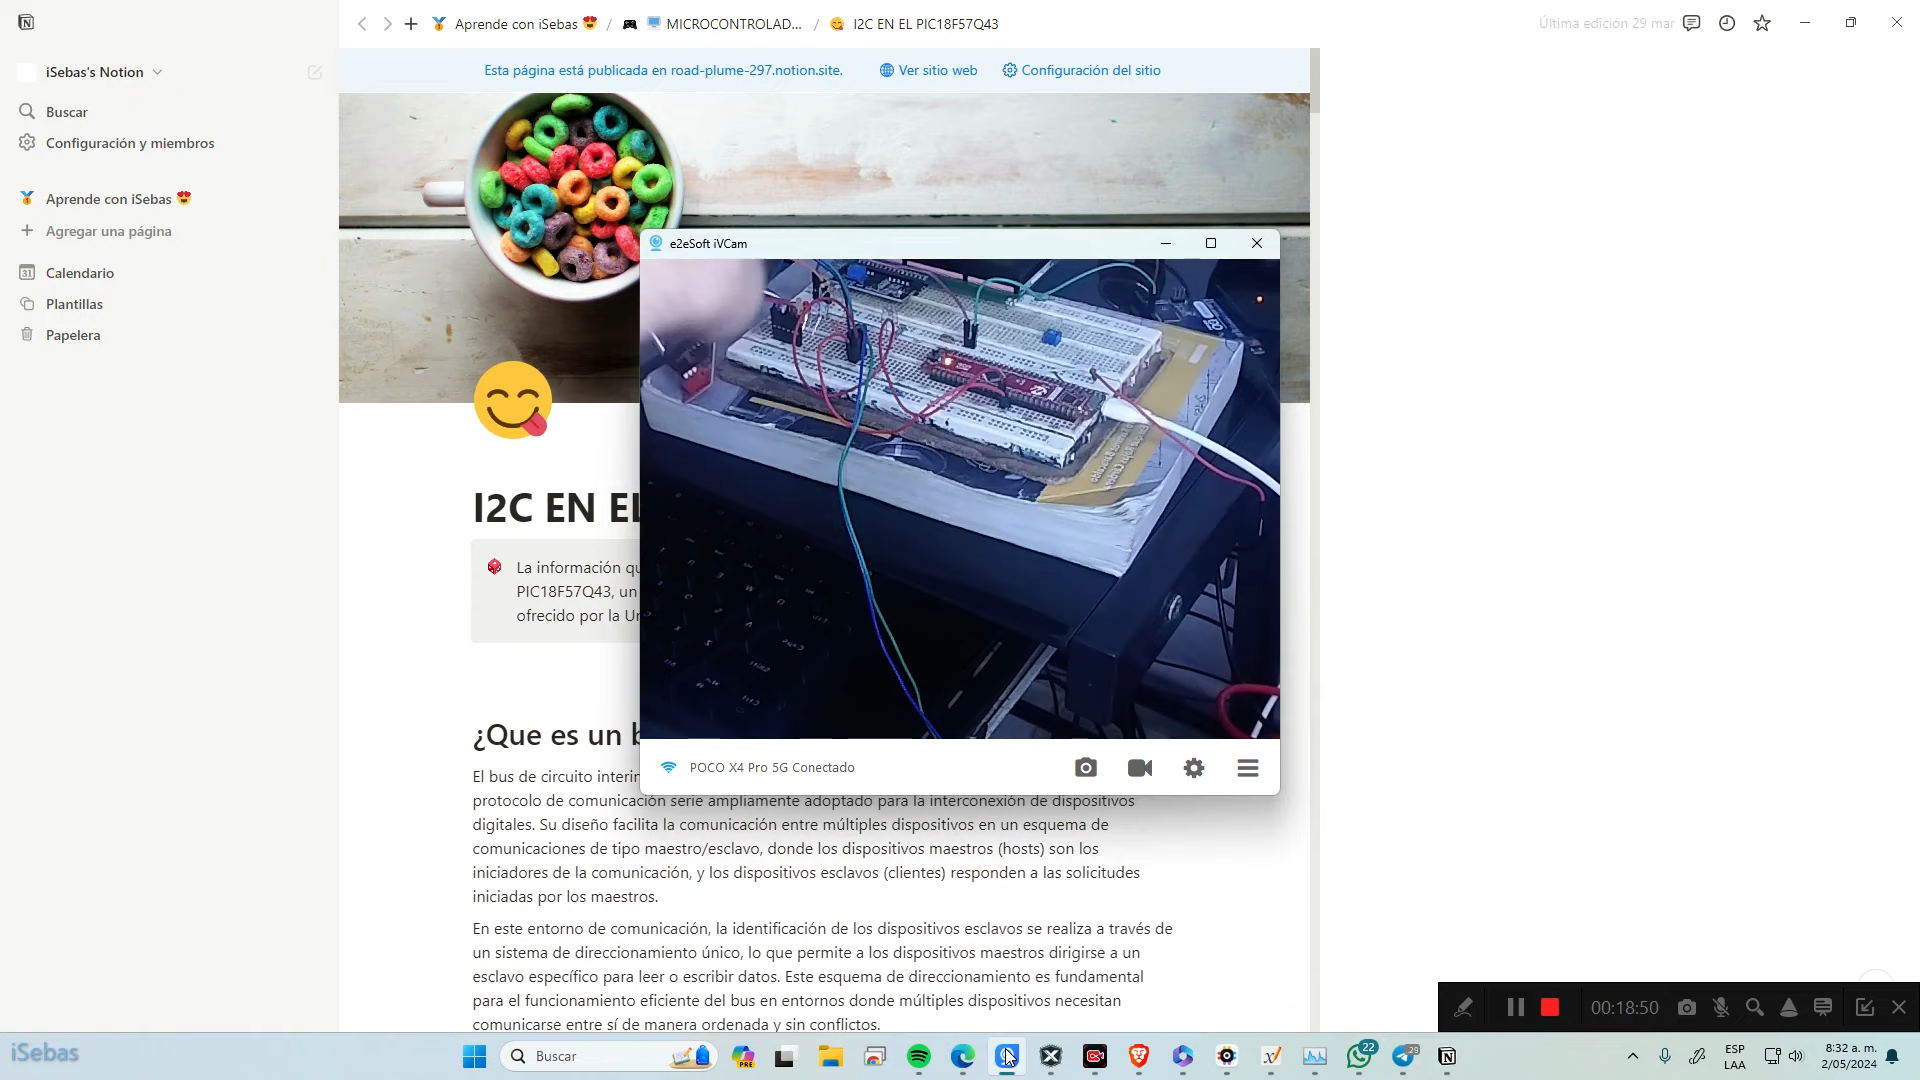 Aprende con iSebas / MICROCONTROLAD... / I2C EN EL PIC18F57Q43
Última edición 29 mar
iSebas's Notion
Buscar
Configuración y miembros
Aprende con iSebas
Agregar una página
Calendario
Plantillas
Papelera
Esta página está publicada en road-plume-297.notion.site.
Ver sitio web
Configuración del sitio
e2eSoft iVCam
POCO X4 Pro 5G Conectado
I2C EN EL
La información
PIC18F57Q43, un
ofrecido por la
¿Que es un
El bus de circuito
protocolo de comunicación serie ampliamente adoptado para la interconexión de dispositivos
digitales. Su diseño facilita la comunicación entre múltiples dispositivos en un esquema de
comunicaciones de tipo maestro/esclavo, donde los dispositivos maestros (hosts) son los
iniciadores de la comunicación, y los dispositivos esclavos (clientes) responden a las solicitudes
iniciadas por los maestros.
En este entorno de comunicación, la identificación de los dispositivos esclavos se realiza a través de
un sistema de direccionamiento único, lo que permite a los dispositivos maestros dirigirse a un
esclavo específico para leer o escribir datos. Este esquema de direccionamiento es fundamental
para el funcionamiento eficiente del bus en entornos donde múltiples dispositivos necesitan
comunicarse entre sí de manera ordenada y sin conflictos.
00:18:50
iSebas
Buscar
PRE
22
29
ESP
LAA
8:32 a. m.
2/05/2024